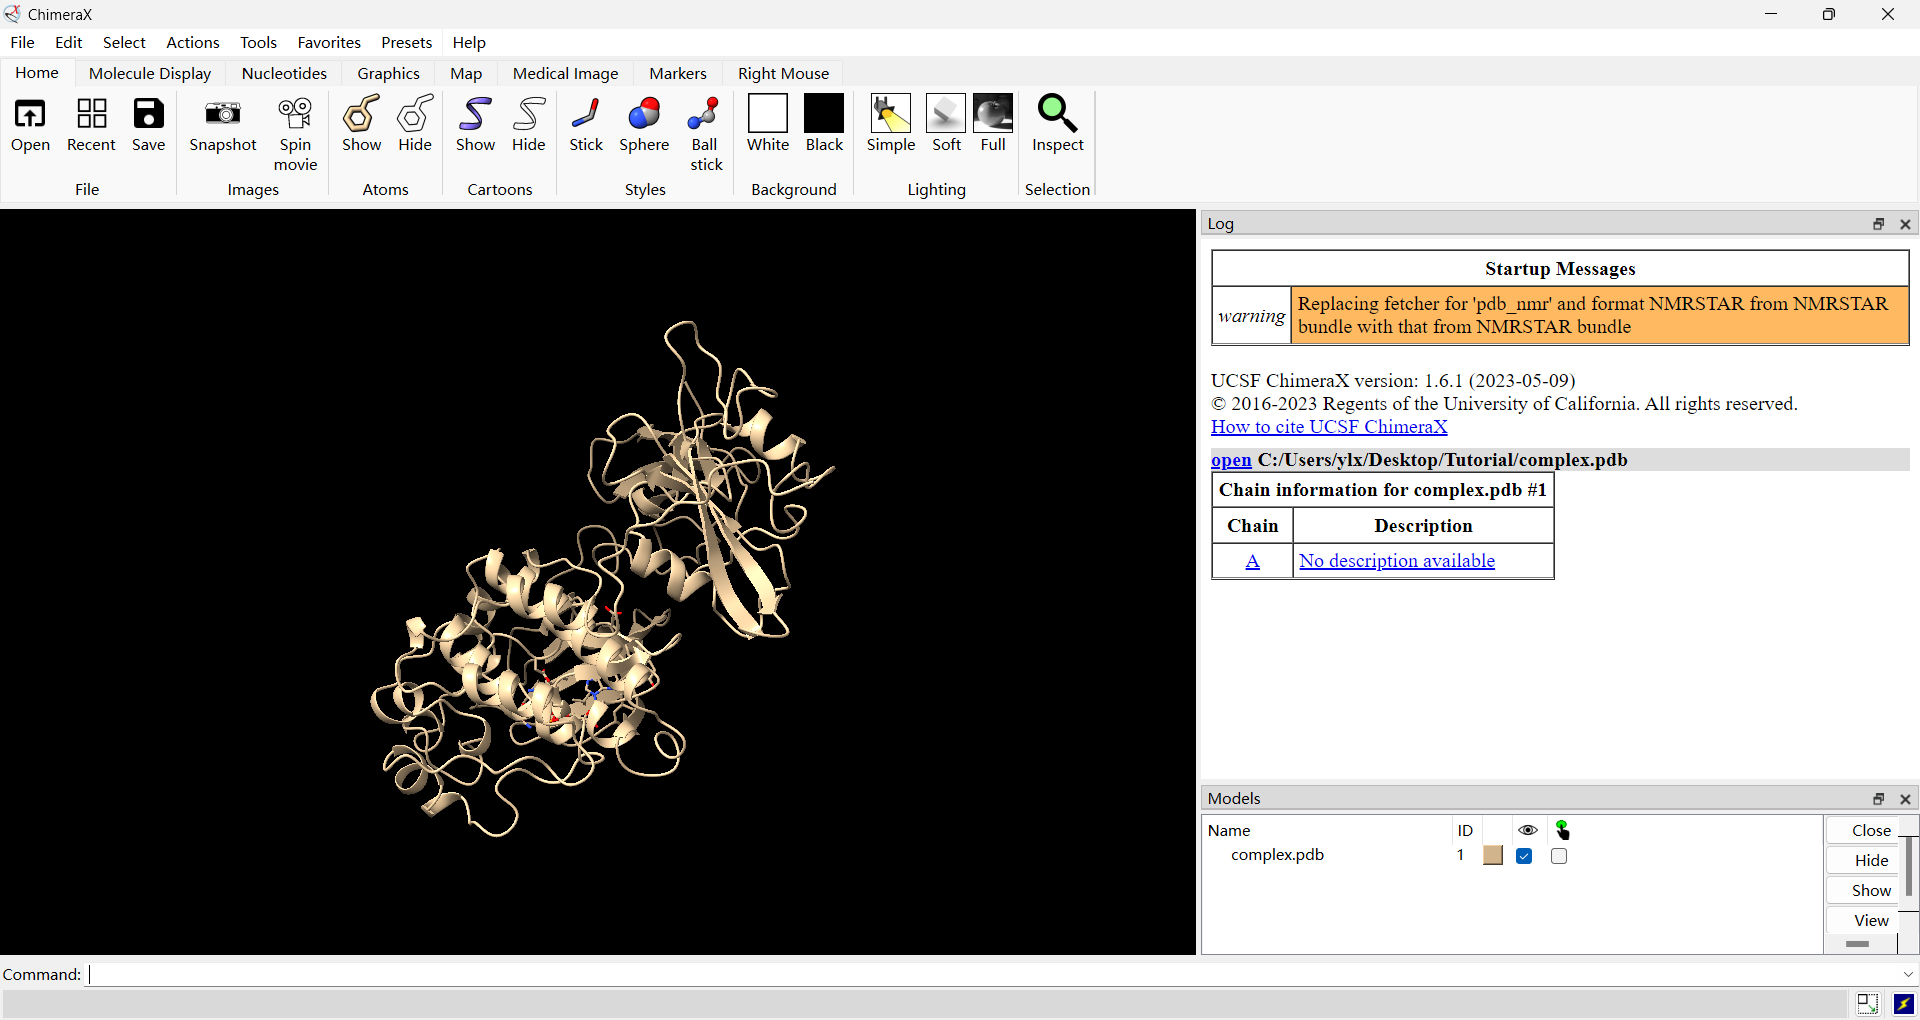 ChimeraX
File Edit Select Actions Tools Favorites Presets Help
Home Molecule Display Nucleotides Graphics Map Medical Image Markers Right Mouse
Open Recent Save Snapshot Spin movie Show Hide Show Hide Stick Sphere Ball stick White Black Simple Soft Full Inspect
File Images Atoms Cartoons Styles Background Lighting Selection
Log
Startup Messages
warning
Replacing fetcher for 'pdb_nmr' and format NMRSTAR from NMRSTAR
bundle with that from NMRSTAR bundle
UCSF ChimeraX version: 1.6.1 (2023-05-09)
© 2016-2023 Regents of the University of California. All rights reserved.
How to cite UCSF ChimeraX
open C:/Users/ylx/Desktop/Tutorial/complex.pdb
Chain information for complex.pdb #1
Chain Description
A No description available
Models
Name ID
complex.pdb 1
Close
Hide
Show
View
Command: